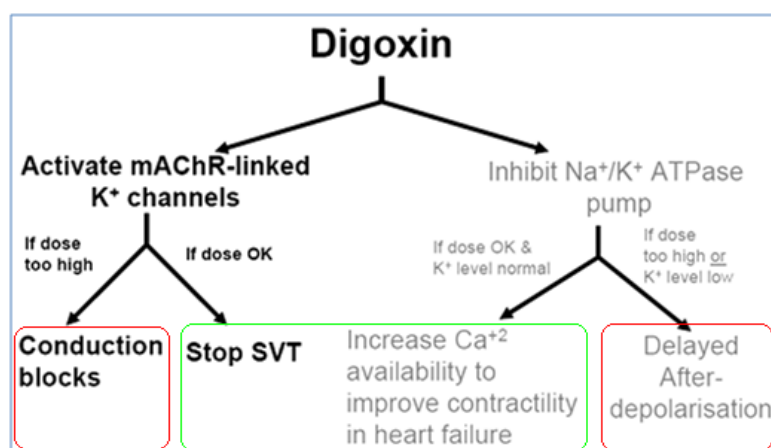 Digoxin
Activate mAChR-linked
K⁺ channels
Inhibit Na⁺/K⁺ ATPase
pump
If dose
too high
If dose OK
If dose OK &
K⁺ level normal
If dose
too high or
K⁺ level low
Conduction
blocks
Stop SVT
Increase Ca⁺²
availability to
improve contractility
in heart failure
Delayed
After-
depolarisation